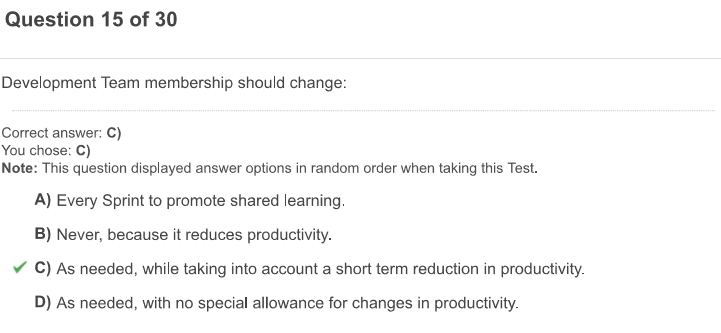 Question 15 of 30
Development Team membership should change:
Correct answer: C)
You chose: C)
Note: This question displayed answer options in random order when taking this Test.
A) Every Sprint to promote shared learning.
B) Never, because it reduces productivity.
C) As needed, while taking into account a short term reduction in productivity.
D) As needed, with no special allowance for changes in productivity.